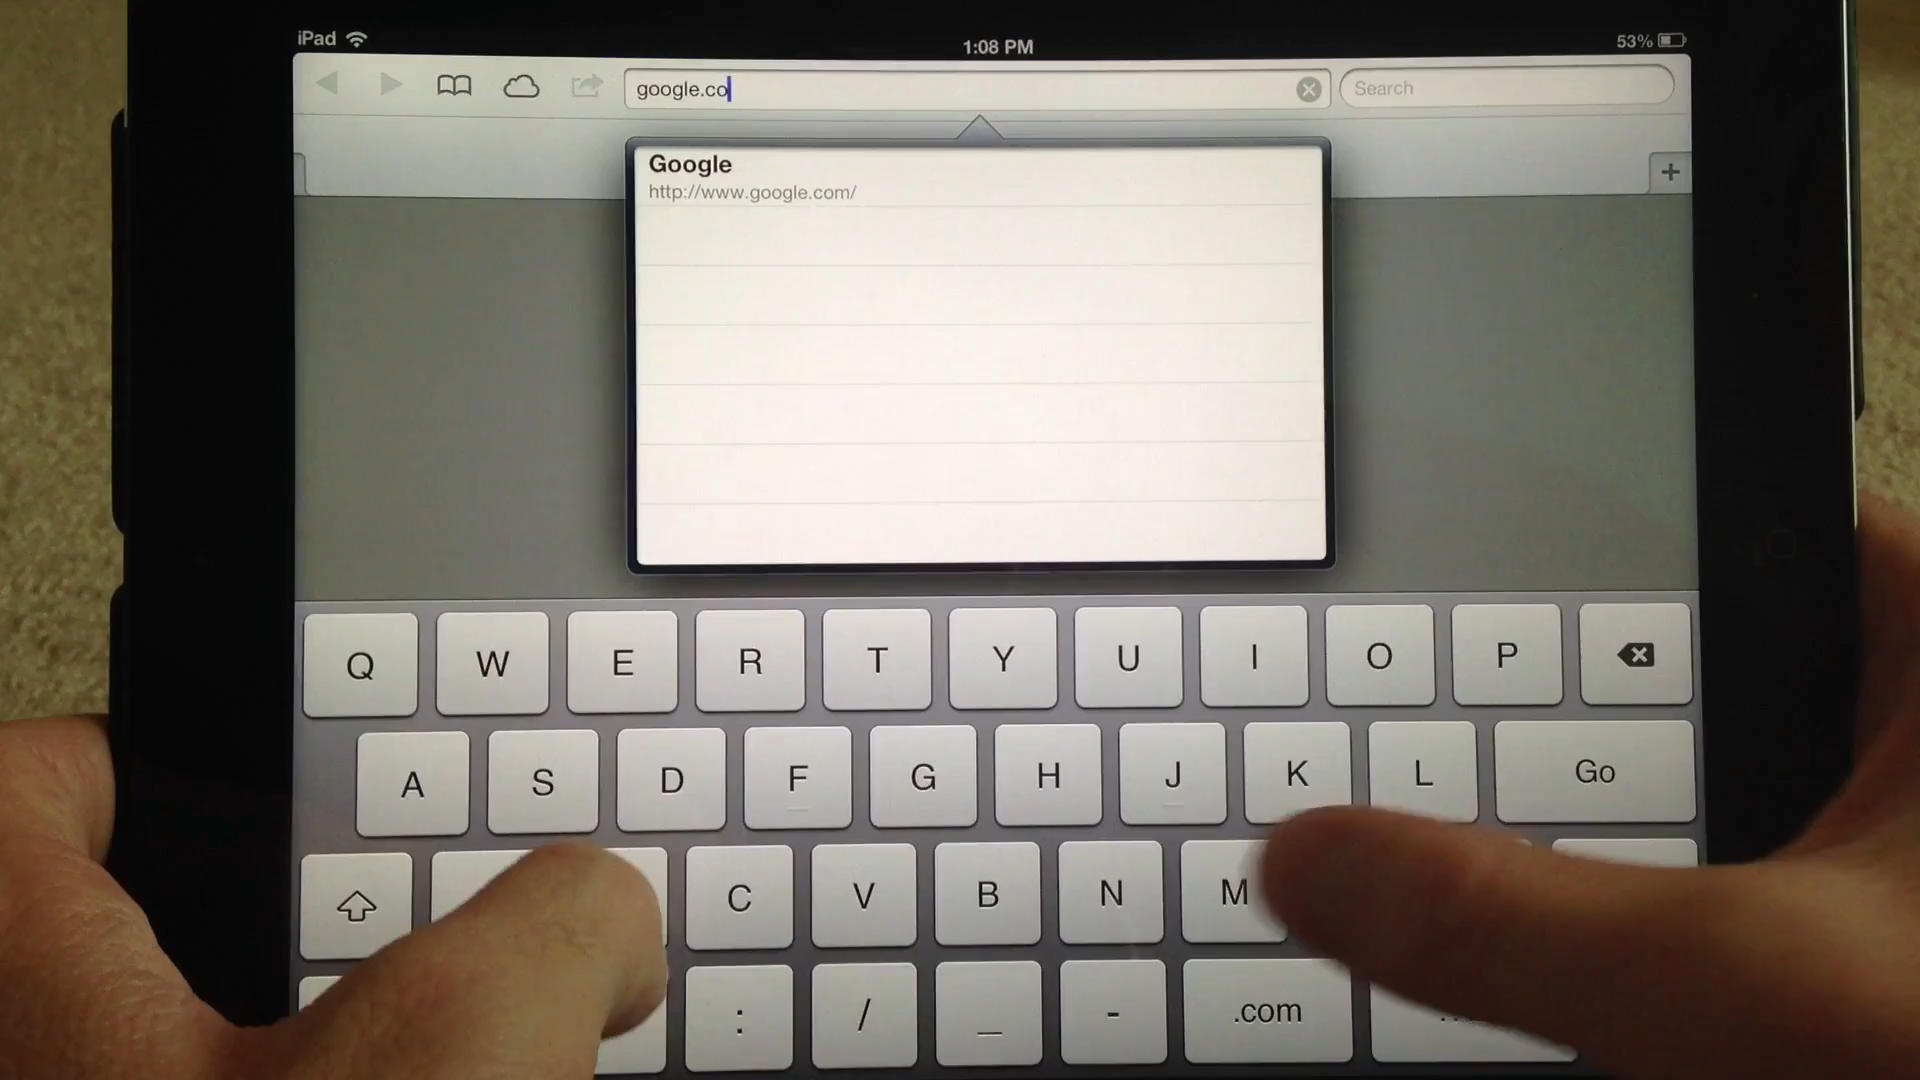 iPad
1:08 PM
53%
google.co
Search
Google
http://www.google.com/
Q W E R T Y U I O P
A S D F G H J K L Go
C V B N M
: / _ - .com